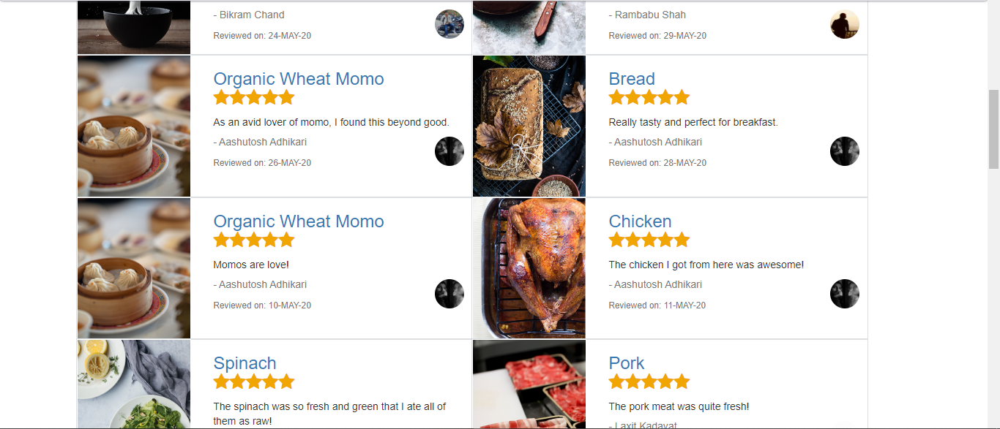 - Bikram Chand
Reviewed on: 24-MAY-20
- Rambabu Shah
Reviewed on: 29-MAY-20
Organic Wheat Momo
As an avid lover of momo, I found this beyond good.
- Aashutosh Adhikari
Reviewed on: 26-MAY-20
Bread
Really tasty and perfect for breakfast.
- Aashutosh Adhikari
Reviewed on: 28-MAY-20
Organic Wheat Momo
Momos are love!
- Aashutosh Adhikari
Reviewed on: 10-MAY-20
Chicken
The chicken I got from here was awesome!
- Aashutosh Adhikari
Reviewed on: 11-MAY-20
Spinach
The spinach was so fresh and green that I ate all of
them as raw!
Pork
The pork meat was quite fresh!
- Laxit Kadayat